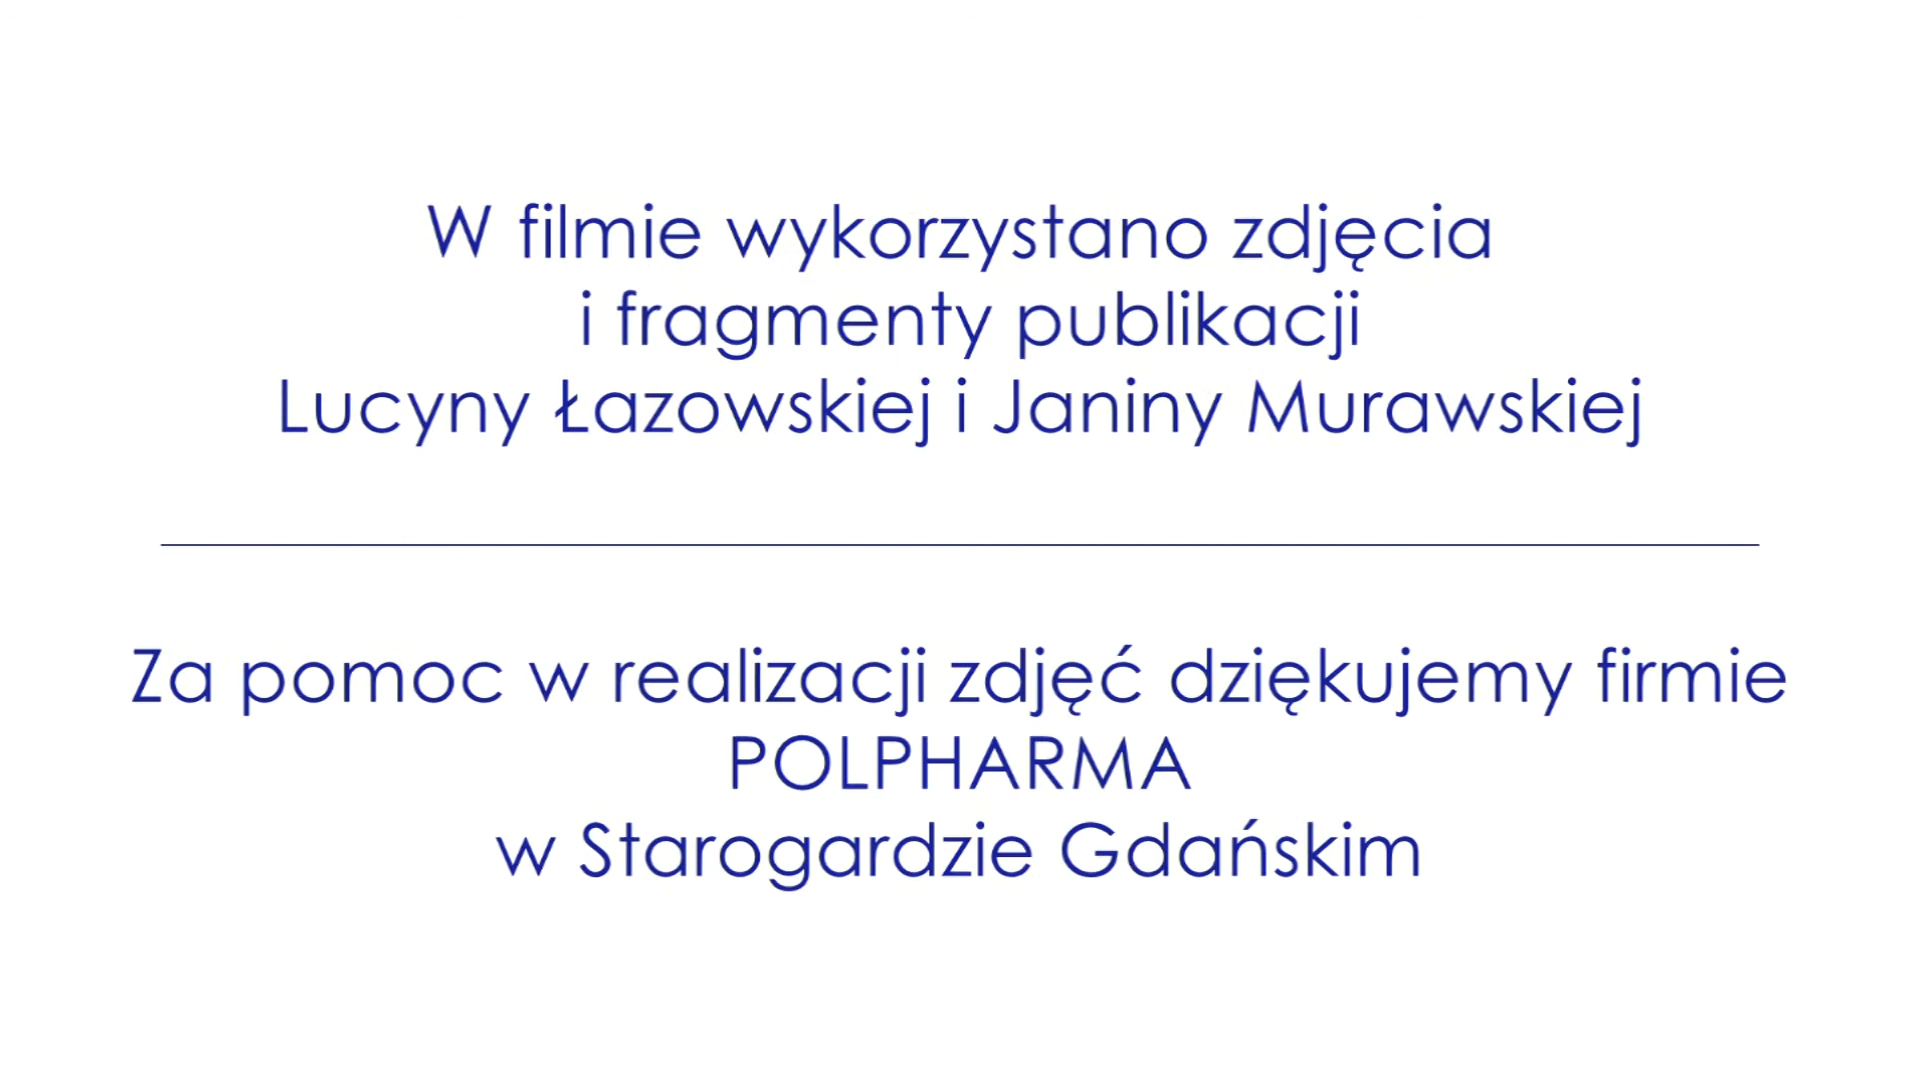 W filmie wykorzystano zdjęcia
i fragmenty publikacji
Lucyny Łazowskiej i Janiny Murawskiej
Za pomoc w realizacji zdjęć dziękujemy firmie
POLPHARMA
w Starogardzie Gdańskim